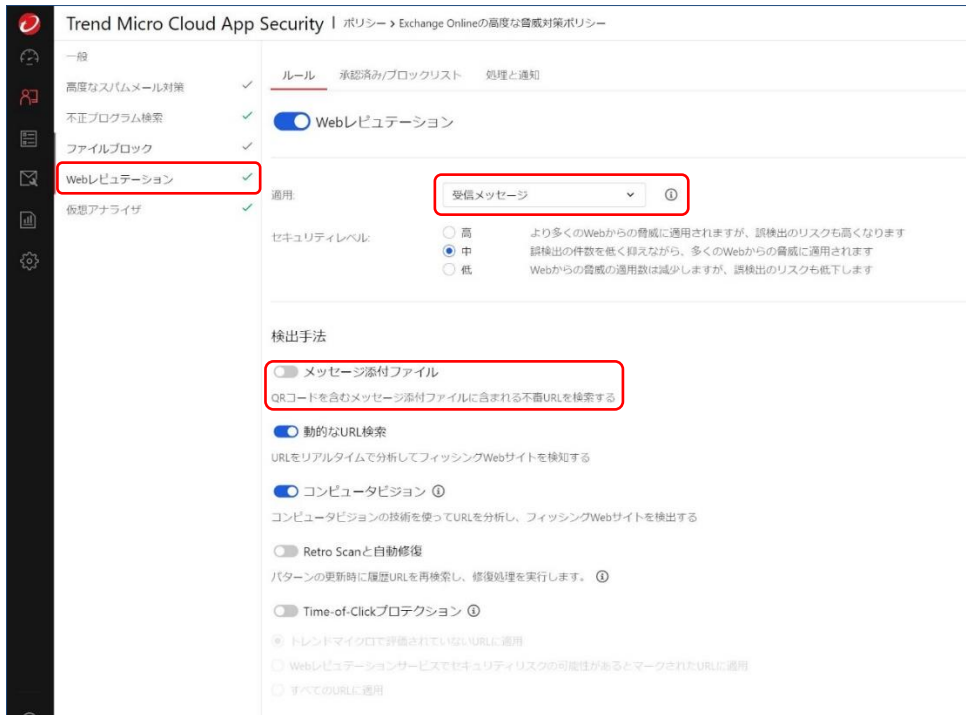 Trend Micro Cloud App Security | ポリシー > Exchange Onlineの高度な脅威対策ポリシー
一般
高度なスパムメール対策
不正プログラム検索
ファイルブロック
Webレピュテーション
仮想アナライザ
ルール 承認済み/ブロックリスト 処理と通知
Webレピュテーション
適用: 受信メッセージ
セキュリティレベル:
高 より多くのWebからの脅威に適用されますが、誤検出のリスクも高くなります
中 誤検出の件数を低く抑えながら、多くのWebからの脅威に適用されます
低 Webからの脅威の適用数は減少しますが、誤検出のリスクも低下します
検出手法
メッセージ添付ファイル
QRコードを含むメッセージ添付ファイルに含まれる不審URLを検索する
動的なURL検索
URLをリアルタイムで分析してフィッシングWebサイトを検知する
コンピュータビジョン
コンピュータビジョンの技術を使ってURLを分析し、フィッシングWebサイトを検出する
Retro Scanと自動修復
パターンの更新時に履歴URLを再検索し、修復処理を実行します。
Time-of-Clickプロテクション
トレンドマイクロで評価されていないURLに適用
Webレピュテーションサービスでセキュリティリスクの可能性があるとマークされたURLに適用
すべてのURLに適用